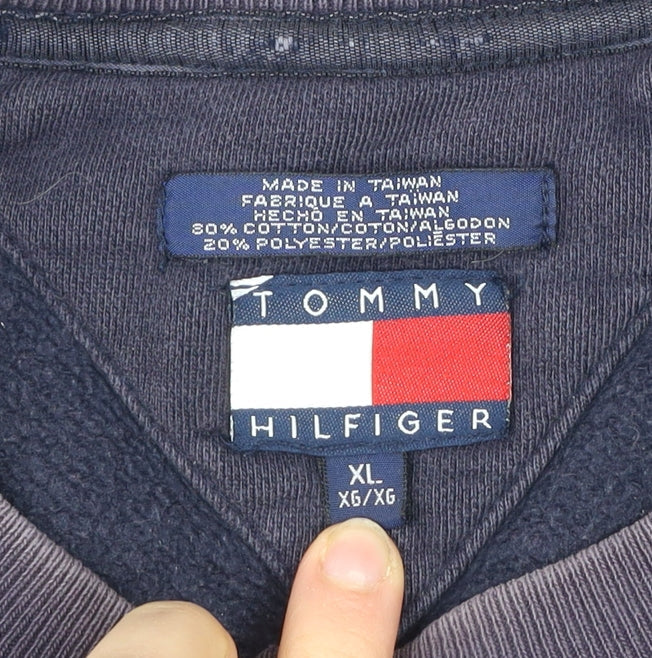 MADE IN TAIWAN
FABRIQUE A TAIWAN
HECHO EN TAIWAN
80% COTTON/COTON/ALGODON
20% POLYESTER/POLIÉSTER
TOMMY
HILFIGER
XL
XG/XG